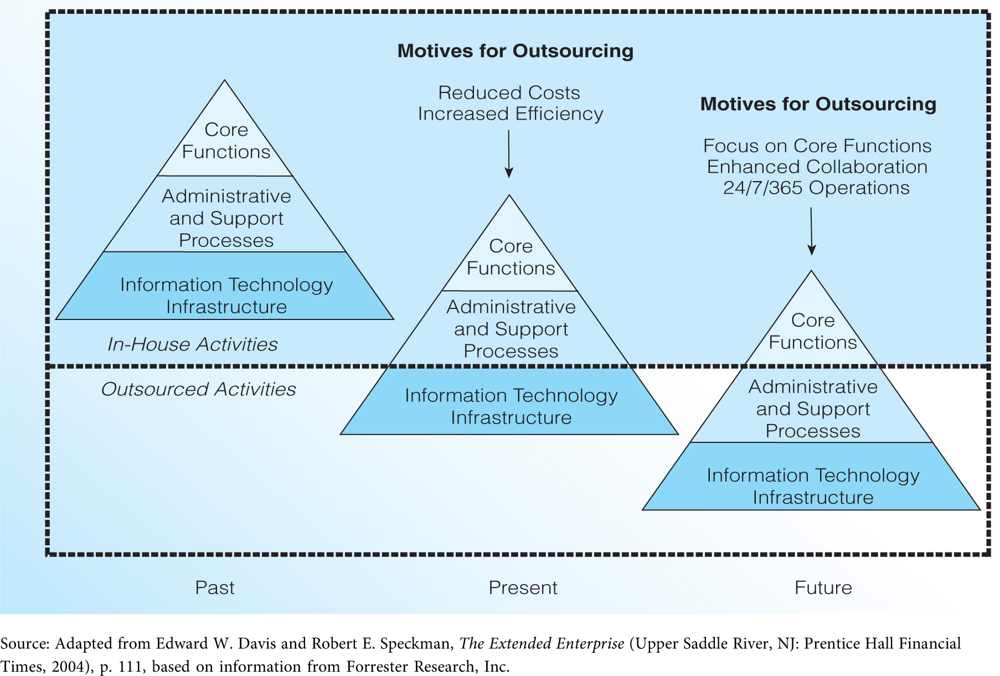 Motives for Outsourcing
Reduced Costs
Increased Efficiency
Motives for Outsourcing
Focus on Core Functions
Enhanced Collaboration
24/7/365 Operations
Core
Functions
Administrative
and Support
Processes
Information Technology
Infrastructure
In-House Activities
Outsourced Activities
Core
Functions
Administrative
and Support
Processes
Information Technology
Infrastructure
Core
Functions
Administrative
and Support
Processes
Information Technology
Infrastructure
Past
Present
Future
Source: Adapted from Edward W. Davis and Robert E. Speckman, The Extended Enterprise (Upper Saddle River, NJ: Prentice Hall Financial
Times, 2004), p. 111, based on information from Forrester Research, Inc.